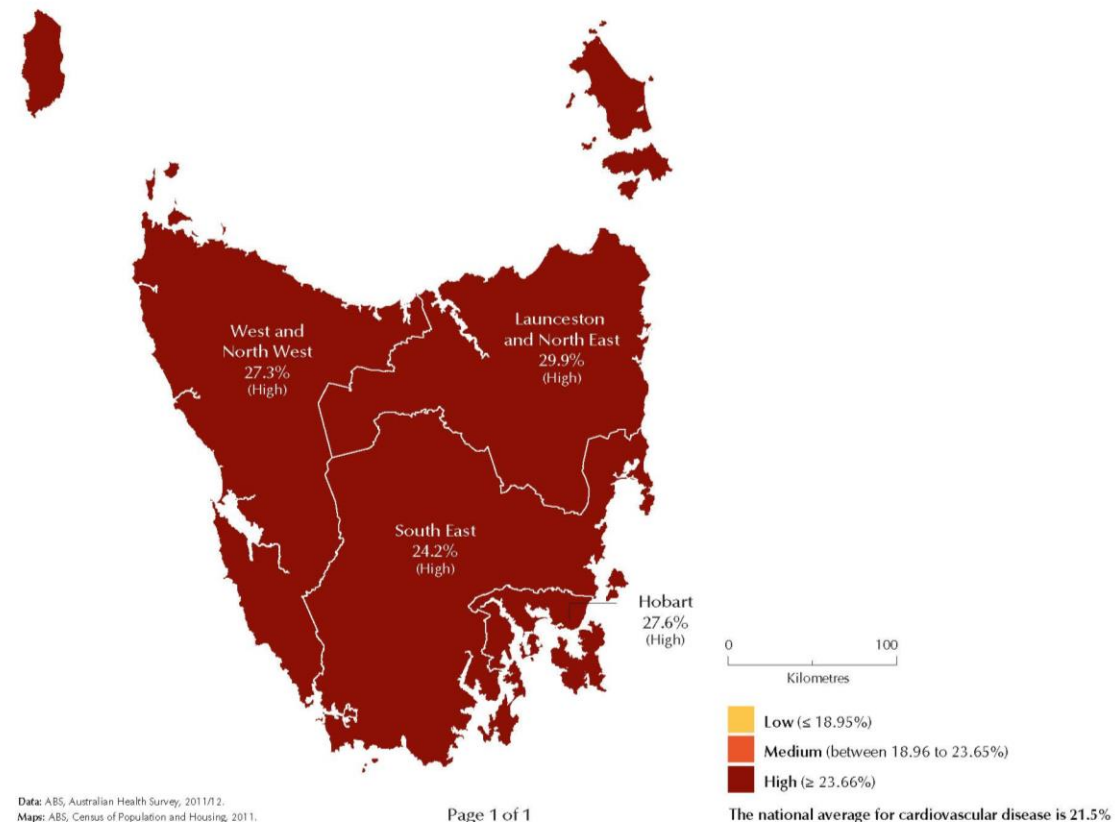 West and
North West
27.3%
(High)
Launceston
and North East
29.9%
(High)
South East
24.2%
(High)
Hobart
27.6%
(High)
0 100
Kilometres
Low (≤ 18.95%)
Medium (between 18.96 to 23.65%)
High (≥ 23.66%)
The national average for cardiovascular disease is 21.5%
Data: ABS, Australian Health Survey, 2011/12.
Maps: ABS, Census of Population and Housing, 2011.
Page 1 of 1